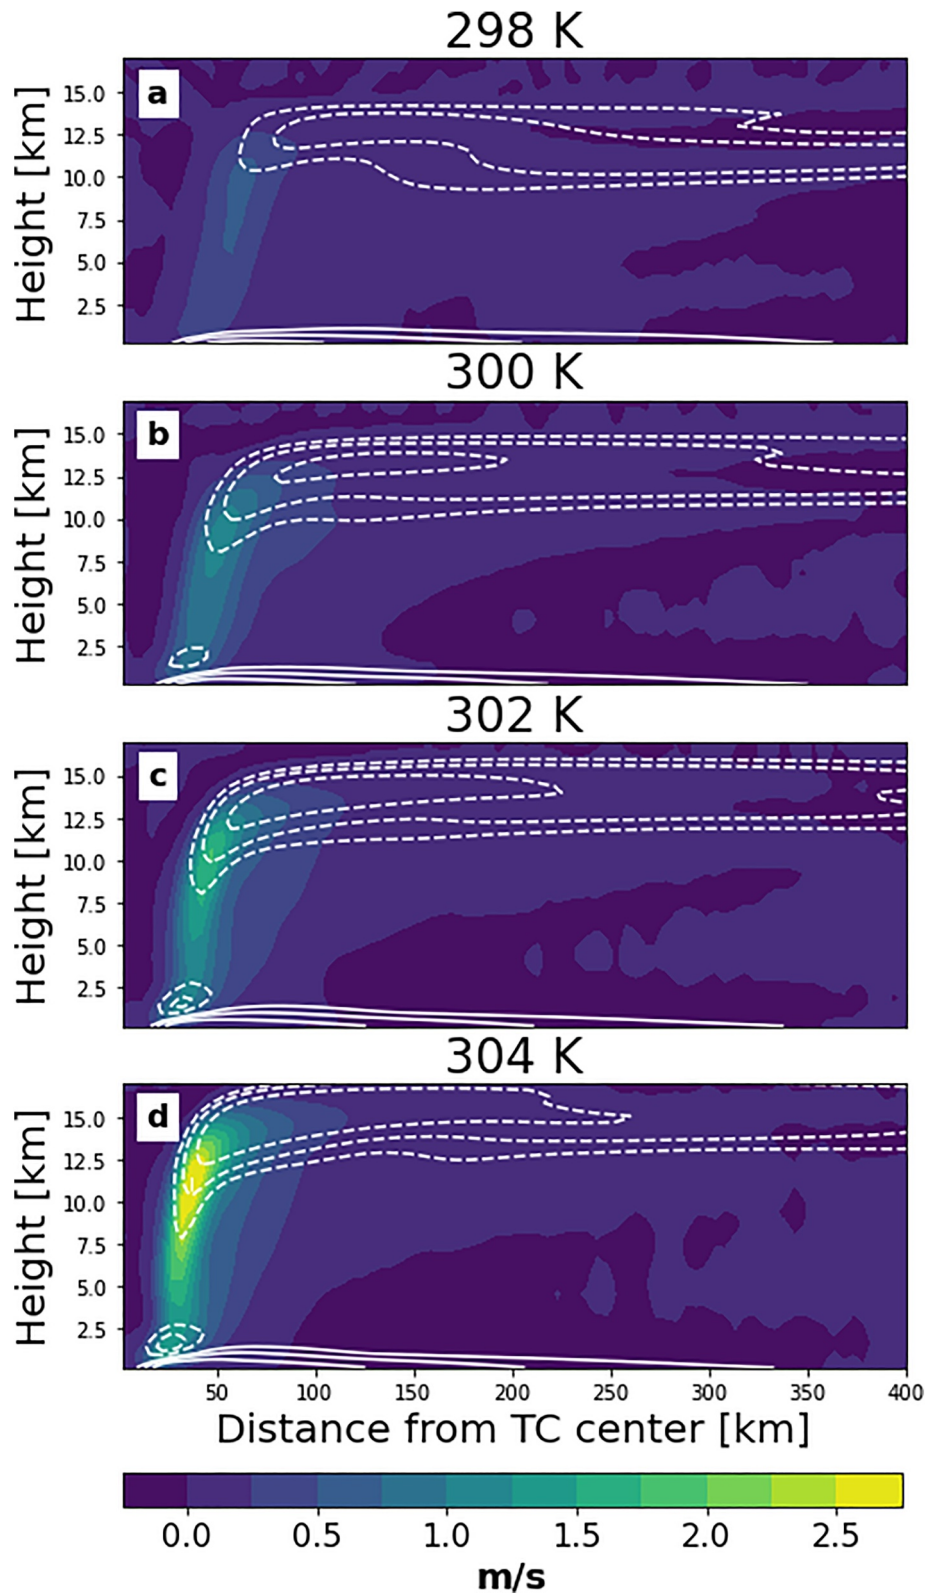 298 K
a
15.0
12.5
10.0
7.5
5.0
2.5
Height [km]
300 K
b
15.0
12.5
10.0
7.5
5.0
2.5
Height [km]
302 K
c
15.0
12.5
10.0
7.5
5.0
2.5
Height [km]
304 K
d
15.0
12.5
10.0
7.5
5.0
2.5
Height [km]
50 100 150 200 250 300 350 400
Distance from TC center [km]
0.0 0.5 1.0 1.5 2.0 2.5
m/s